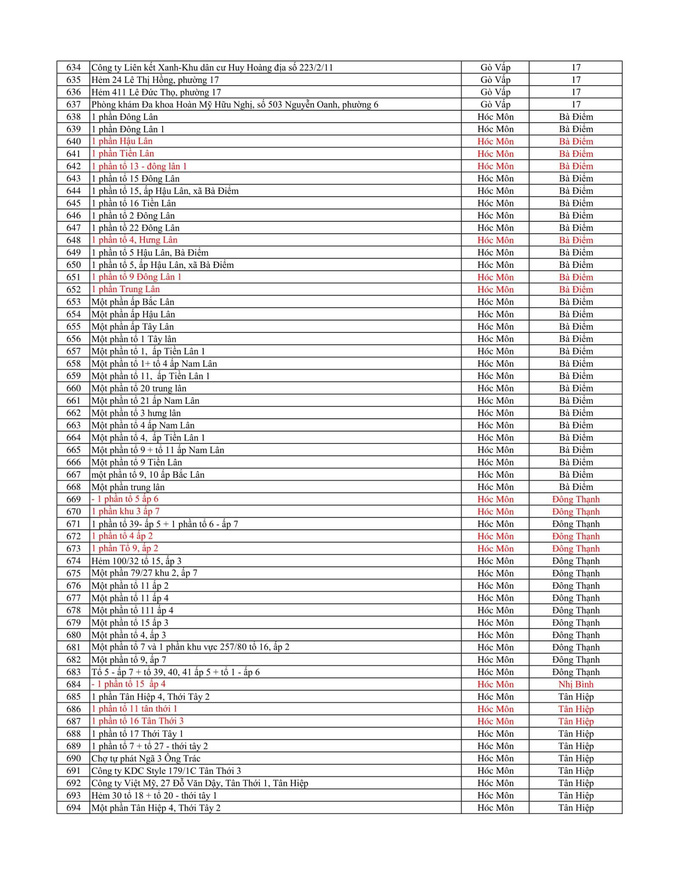 634 Công ty Liên kết Xanh-Khu dân cư Huy Hoàng địa số 223/2/11 Gò Vấp 17
635 Hẻm 24 Lê Thị Hồng, phường 17 Gò Vấp 17
636 Hẻm 411 Lê Đức Thọ, phường 17 Gò Vấp 17
637 Phòng khám Đa khoa Hoàn Mỹ Hữu Nghị, số 503 Nguyễn Oanh, phường 6 Gò Vấp 17
638 1 phần Đông Lân Hóc Môn Bà Điểm
639 1 phần Đông Lân 1 Hóc Môn Bà Điểm
640 1 phần Hậu Lân Hóc Môn Bà Điểm
641 1 phần Tiền Lân Hóc Môn Bà Điểm
642 1 phần tổ 13 - đông lân 1 Hóc Môn Bà Điểm
643 1 phần tổ 15 Đông Lân Hóc Môn Bà Điểm
644 1 phần tổ 15, ấp Hậu Lân, xã Bà Điểm Hóc Môn Bà Điểm
645 1 phần tổ 16 Tiền Lân Hóc Môn Bà Điểm
646 1 phần tổ 2 Đông Lân Hóc Môn Bà Điểm
647 1 phần tổ 22 Đông Lân Hóc Môn Bà Điểm
648 1 phần tổ 4, Hưng Lân Hóc Môn Bà Điểm
649 1 phần tổ 5 Hậu Lân, Bà Điểm Hóc Môn Bà Điểm
650 1 phần tổ 5, ấp Hậu Lân, xã Bà Điểm Hóc Môn Bà Điểm
651 1 phần tổ 9 Đông Lân 1 Hóc Môn Bà Điểm
652 1 phần Trung Lân Hóc Môn Bà Điểm
653 Một phần ấp Bắc Lân Hóc Môn Bà Điểm
654 Một phần ấp Hậu Lân Hóc Môn Bà Điểm
655 Một phần ấp Tây Lân Hóc Môn Bà Điểm
656 Một phần tổ 1 Tây lân Hóc Môn Bà Điểm
657 Một phần tổ 1, ấp Tiền Lân 1 Hóc Môn Bà Điểm
658 Một phần tổ 1+ tổ 4 ấp Nam Lân Hóc Môn Bà Điểm
659 Một phần tổ 11, ấp Tiền Lân 1 Hóc Môn Bà Điểm
660 Một phần tổ 20 trung lân Hóc Môn Bà Điểm
661 Một phần tổ 21 ấp Nam Lân Hóc Môn Bà Điểm
662 Một phần tổ 3 hưng lân Hóc Môn Bà Điểm
663 Một phần tổ 4 ấp Nam Lân Hóc Môn Bà Điểm
664 Một phần tổ 4, ấp Tiền Lân 1 Hóc Môn Bà Điểm
665 Một phần tổ 9 + tổ 11 ấp Nam Lân Hóc Môn Bà Điểm
666 Một phần tổ 9 Tiền Lân Hóc Môn Bà Điểm
667 một phần tổ 9, 10 ấp Bắc Lân Hóc Môn Bà Điểm
668 Một phần trung lân Hóc Môn Bà Điểm
669 - 1 phần tổ 5 ấp 6 Hóc Môn Đông Thạnh
670 1 phần khu 3 ấp 7 Hóc Môn Đông Thạnh
671 1 phần tổ 39- ấp 5 + 1 phần tổ 6 - ấp 7 Hóc Môn Đông Thạnh
672 1 phần tổ 4 ấp 2 Hóc Môn Đông Thạnh
673 1 phần Tổ 9, ấp 2 Hóc Môn Đông Thạnh
674 Hẻm 100/32 tổ 15, ấp 3 Hóc Môn Đông Thạnh
675 Một phần 79/27 khu 2, ấp 7 Hóc Môn Đông Thạnh
676 Một phần tổ 11 ấp 2 Hóc Môn Đông Thạnh
677 Một phần tổ 11 ấp 4 Hóc Môn Đông Thạnh
678 Một phần tổ 111 ấp 4 Hóc Môn Đông Thạnh
679 Một phần tổ 15 ấp 3 Hóc Môn Đông Thạnh
680 Một phần tổ 4, ấp 3 Hóc Môn Đông Thạnh
681 Một phần tổ 7 và 1 phần khu vực 257/80 tổ 16, ấp 2 Hóc Môn Đông Thạnh
682 Một phần tổ 9, ấp 7 Hóc Môn Đông Thạnh
683 Tổ 5 - ấp 7 + tổ 39, 40, 41 ấp 5 + tổ 1 - ấp 6 Hóc Môn Đông Thạnh
684 - 1 phần tổ 15 ấp 4 Hóc Môn Nhị Bình
685 1 phần Tân Hiệp 4, Thới Tây 2 Hóc Môn Tân Hiệp
686 1 phần tổ 11 tân thới 1 Hóc Môn Tân Hiệp
687 1 phần tổ 16 Tân Thới 3 Hóc Môn Tân Hiệp
688 1 phần tổ 17 Thới Tây 1 Hóc Môn Tân Hiệp
689 1 phần tổ 7 + tổ 27 - thới tây 2 Hóc Môn Tân Hiệp
690 Chợ tự phát Ngã 3 Ông Trác Hóc Môn Tân Hiệp
691 Công ty KDC Style 179/1C Tân Thới 3 Hóc Môn Tân Hiệp
692 Công ty Việt Mỹ, 27 Đỗ Văn Dậy, Tân Thới 1, Tân Hiệp Hóc Môn Tân Hiệp
693 Hẻm 30 tổ 18 + tổ 20 - thới tây 1 Hóc Môn Tân Hiệp
694 Một phần Tân Hiệp 4, Thới Tây 2 Hóc Môn Tân Hiệp